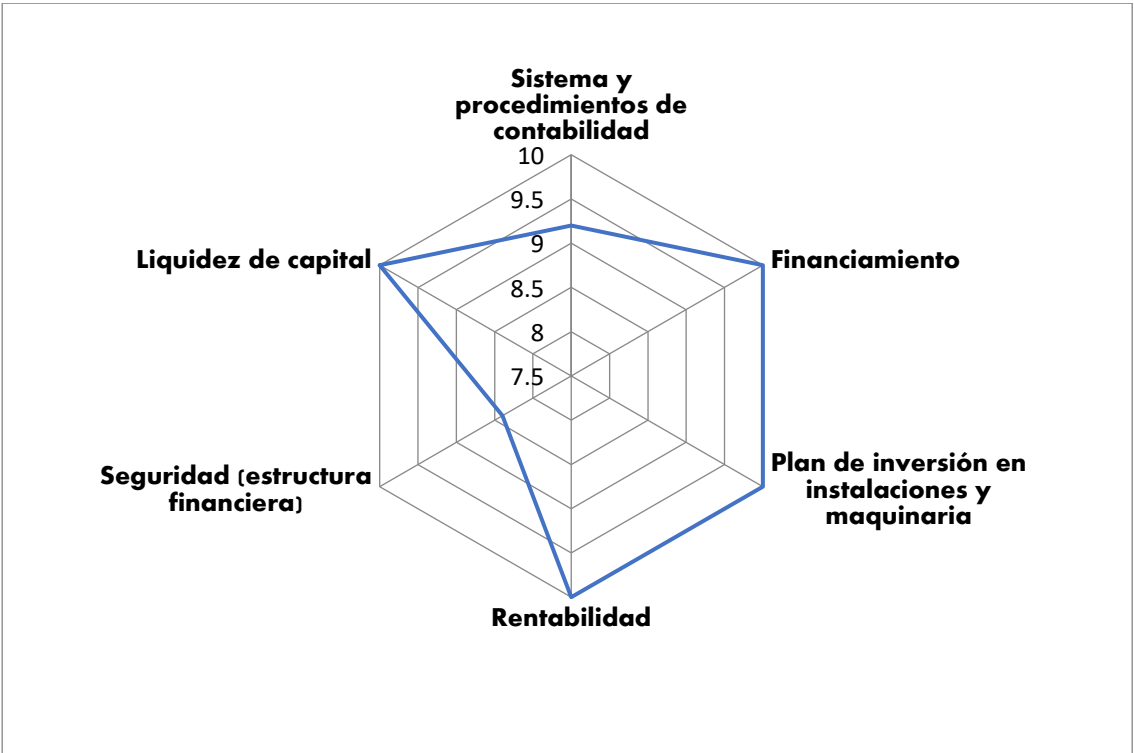 Sistema y
procedimientos de
contabilidad
10
9.5
9
8.5
8
7.5
Liquidez de capital
Financiamiento
Seguridad (estructura
financiera)
Plan de inversión en
instalaciones y
maquinaria
Rentabilidad